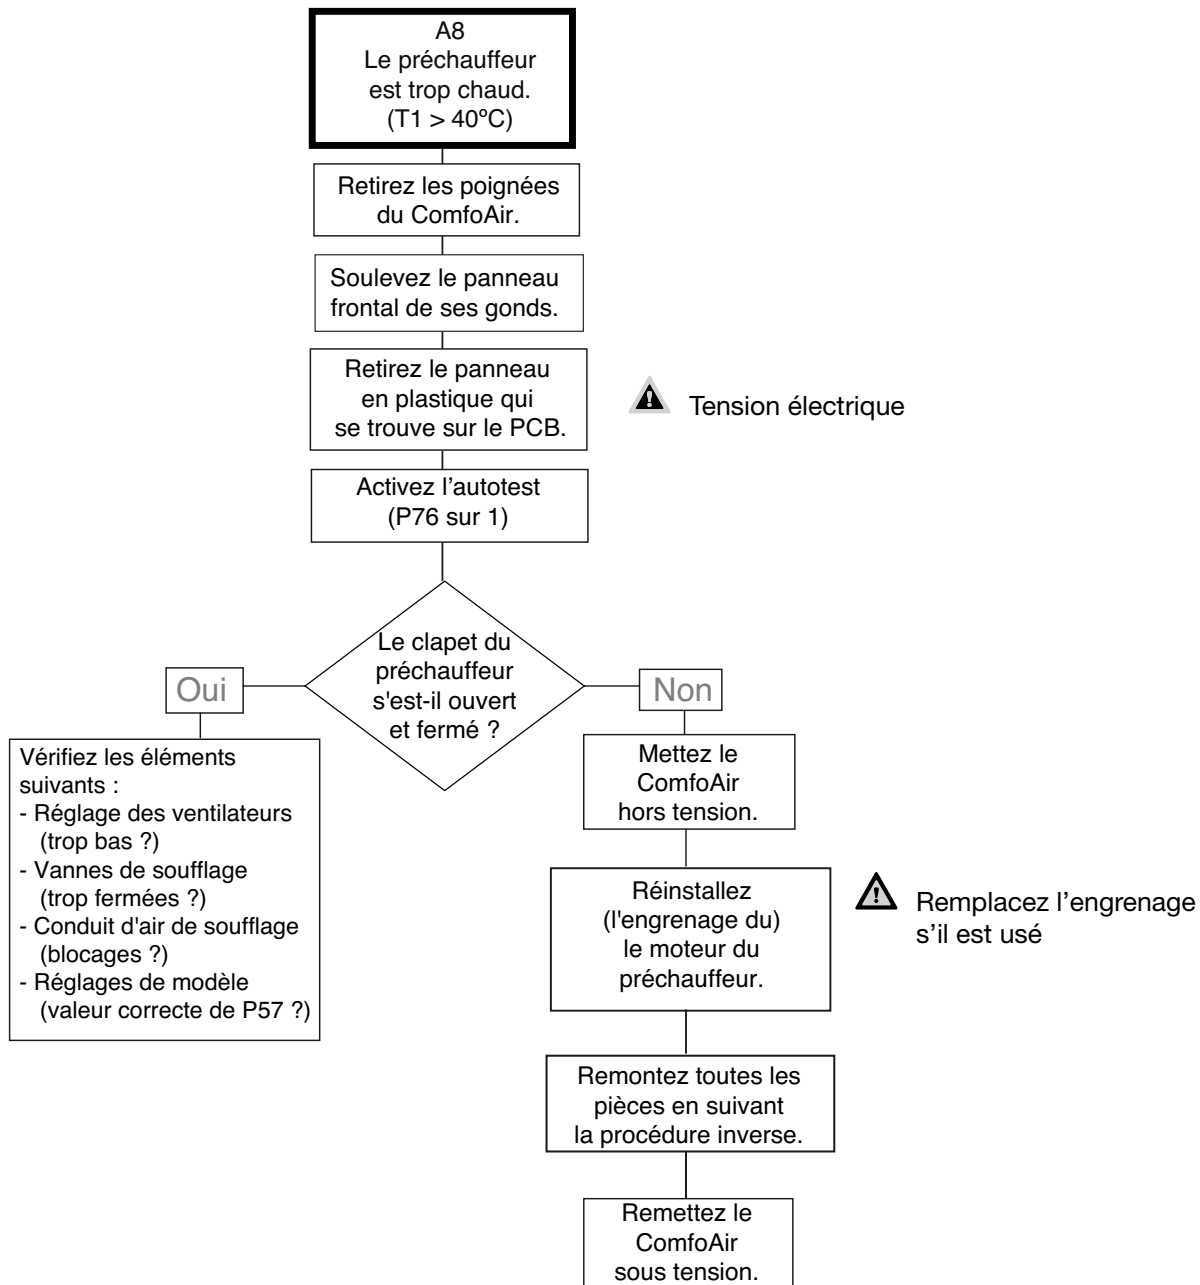 A8
Le préchauffeur
est trop chaud.
(T1 > 40ºC)
Retirez les poignées
du ComfoAir.
Soulevez le panneau
frontal de ses gonds.
Retirez le panneau
en plastique qui
se trouve sur le PCB.
Tension électrique
Activez l'autotest
(P76 sur 1)
Le clapet du
préchauffeur
s'est-il ouvert
et fermé ?
Oui
Non
Vérifiez les éléments
suivants :
- Réglage des ventilateurs
(trop bas ?)
- Vannes de soufflage
(trop fermées ?)
- Conduit d'air de soufflage
(blocages ?)
- Réglages de modèle
(valeur correcte de P57 ?)
Mettez le
ComfoAir
hors tension.
Réinstallez
(l'engrenage du)
le moteur du
préchauffeur.
Remplacez l’engrenage
s’il est usé
Remontez toutes les
pièces en suivant
la procédure inverse.
Remettez le
ComfoAir
sous tension.